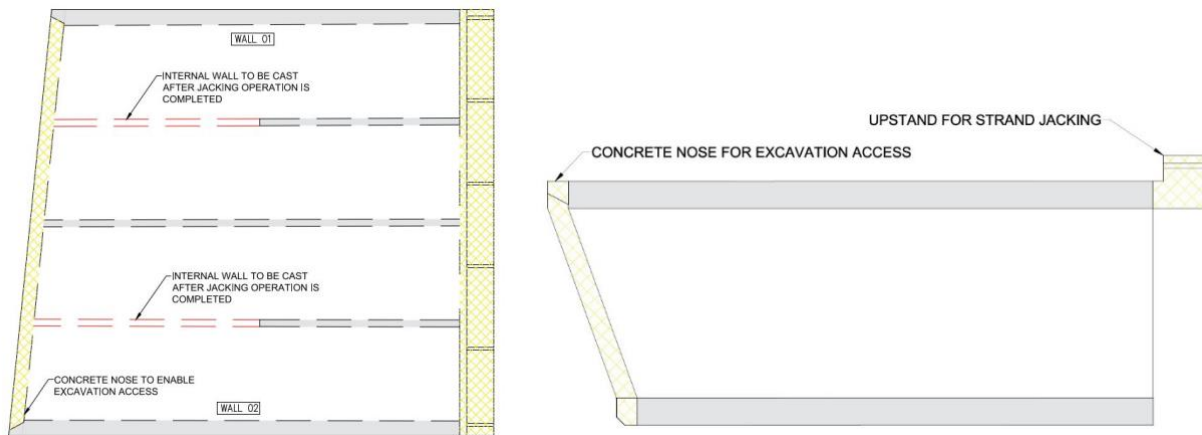 WALL 01
INTERNAL WALL TO BE CAST
AFTER JACKING OPERATION IS
COMPLETED
INTERNAL WALL TO BE CAST
AFTER JACKING OPERATION IS
COMPLETED
CONCRETE NOSE TO ENABLE
EXCAVATION ACCESS
WALL 02
UPSTAND FOR STRAND JACKING
CONCRETE NOSE FOR EXCAVATION ACCESS